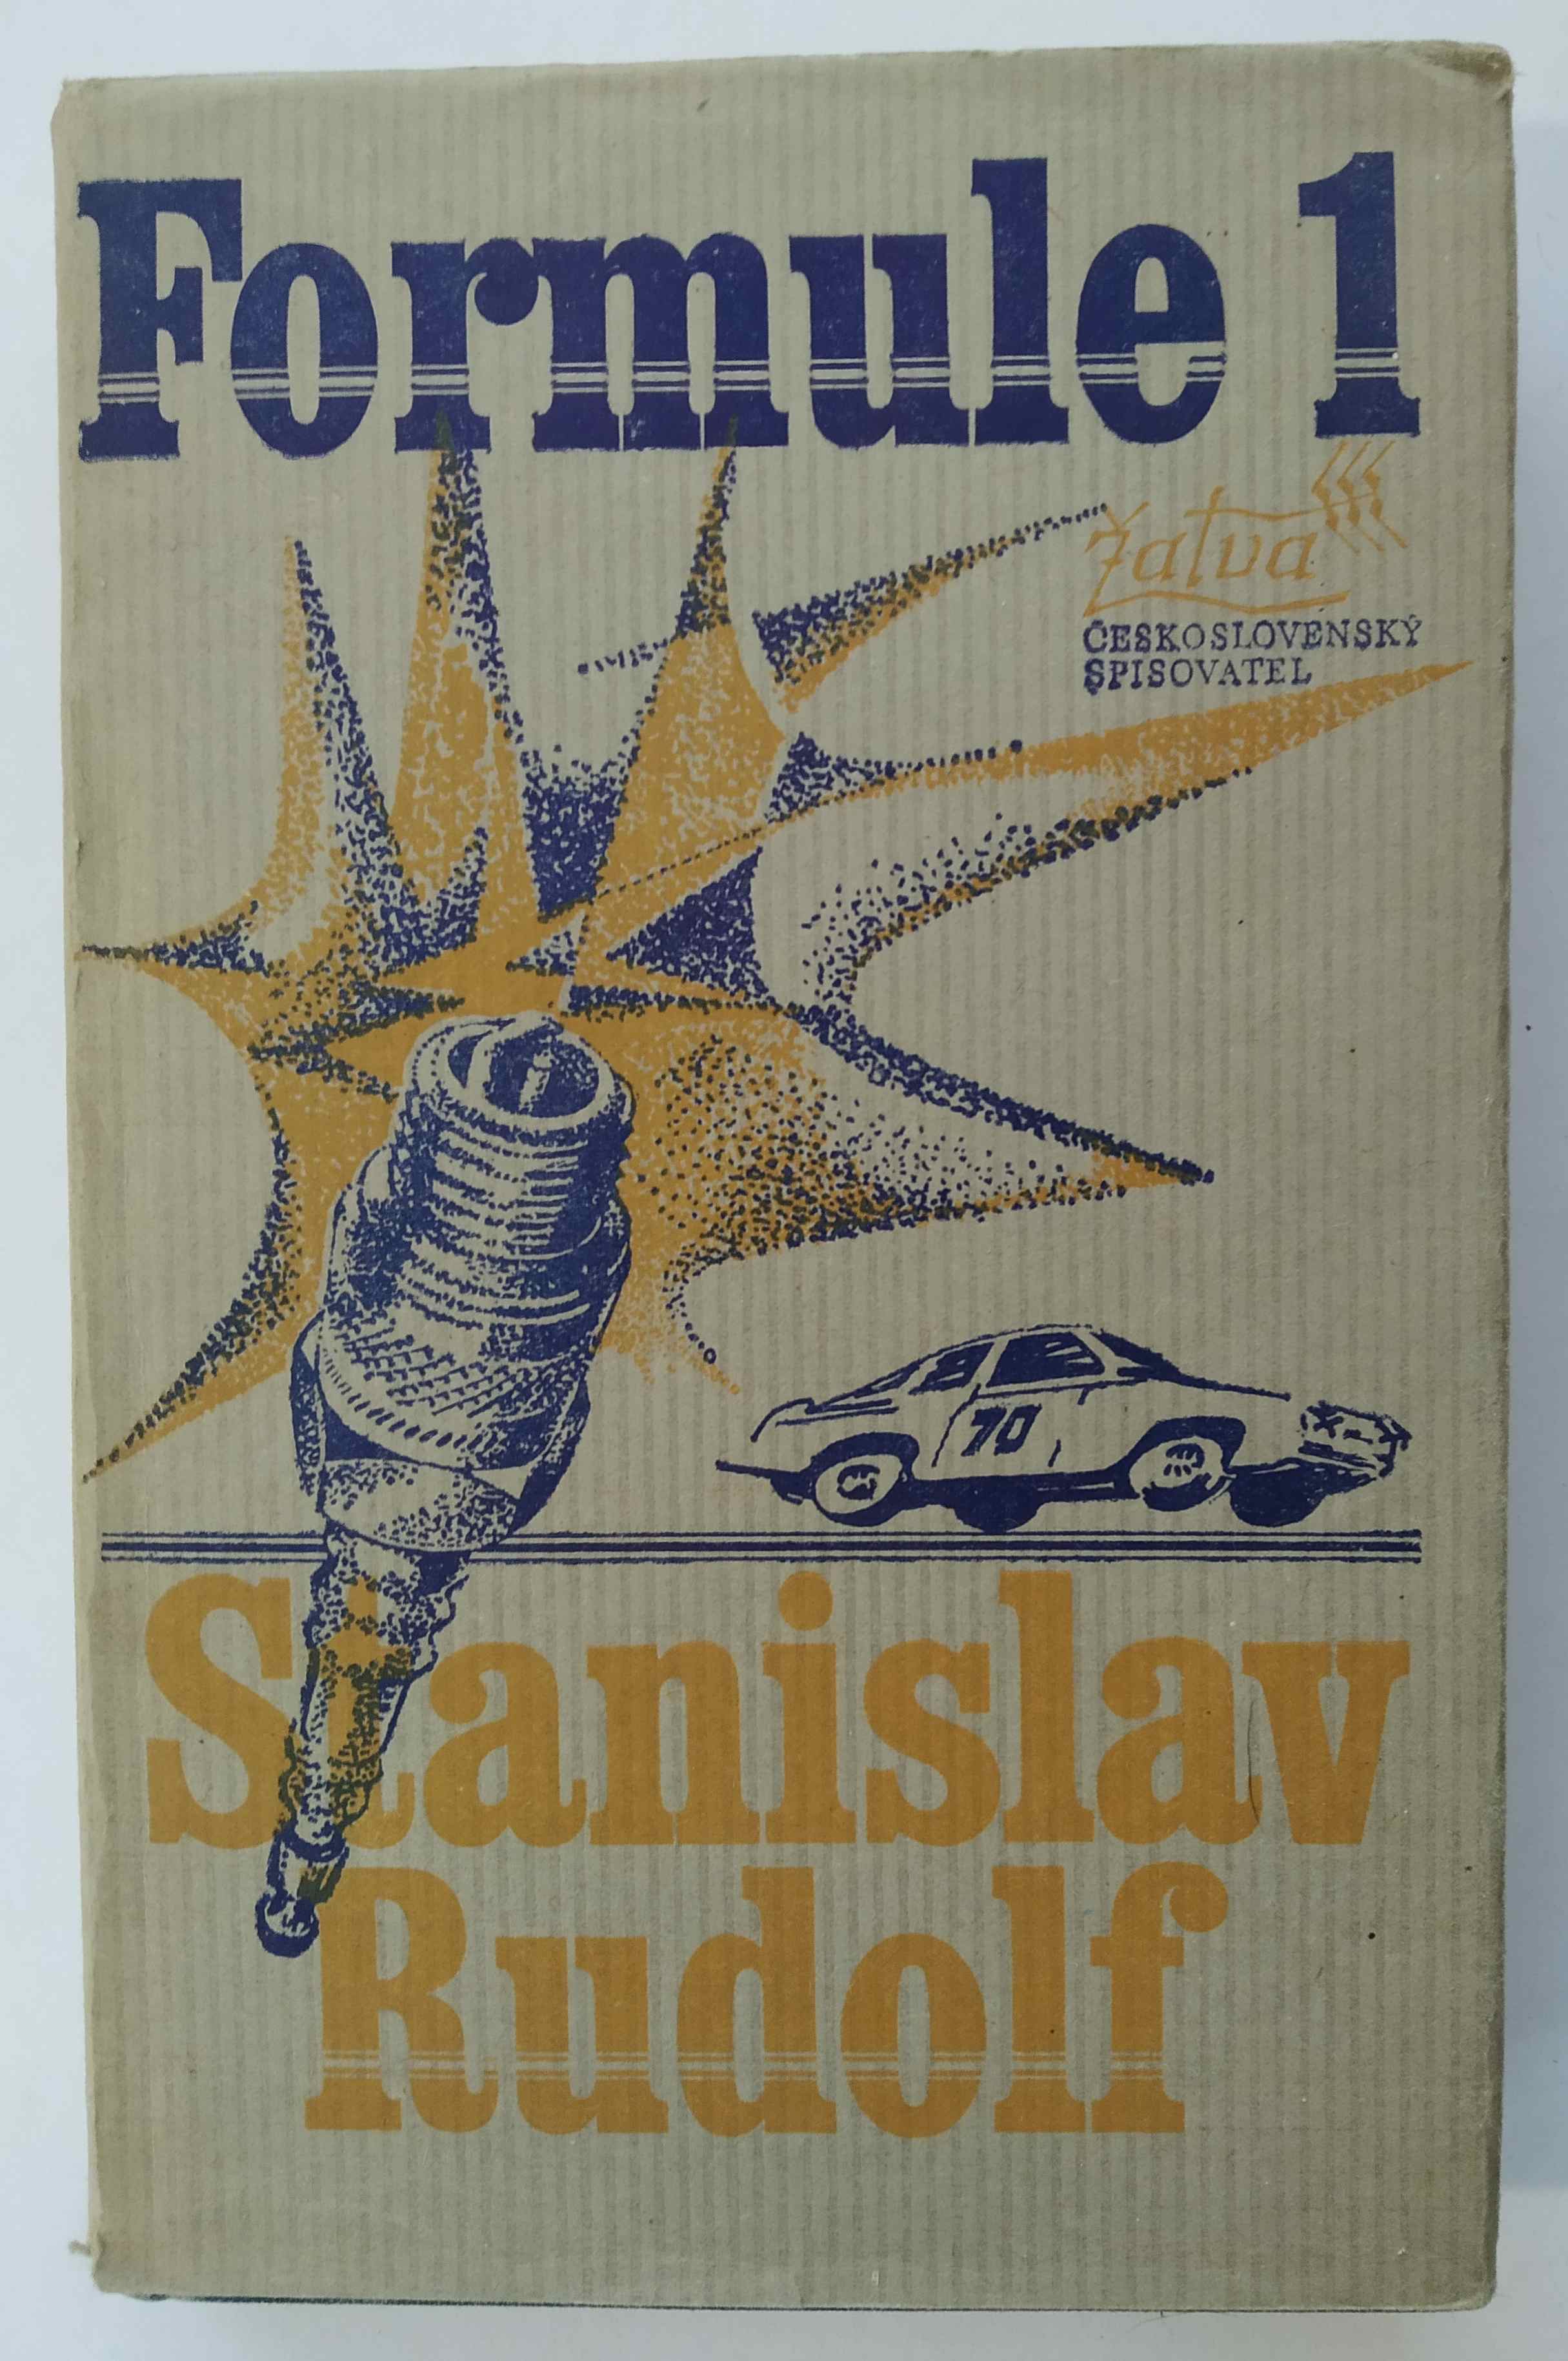 Formule 1
Žatva
ČESKOSLOVENSKÝ
SPISOVATEL
70
Stanislav
Rudolf